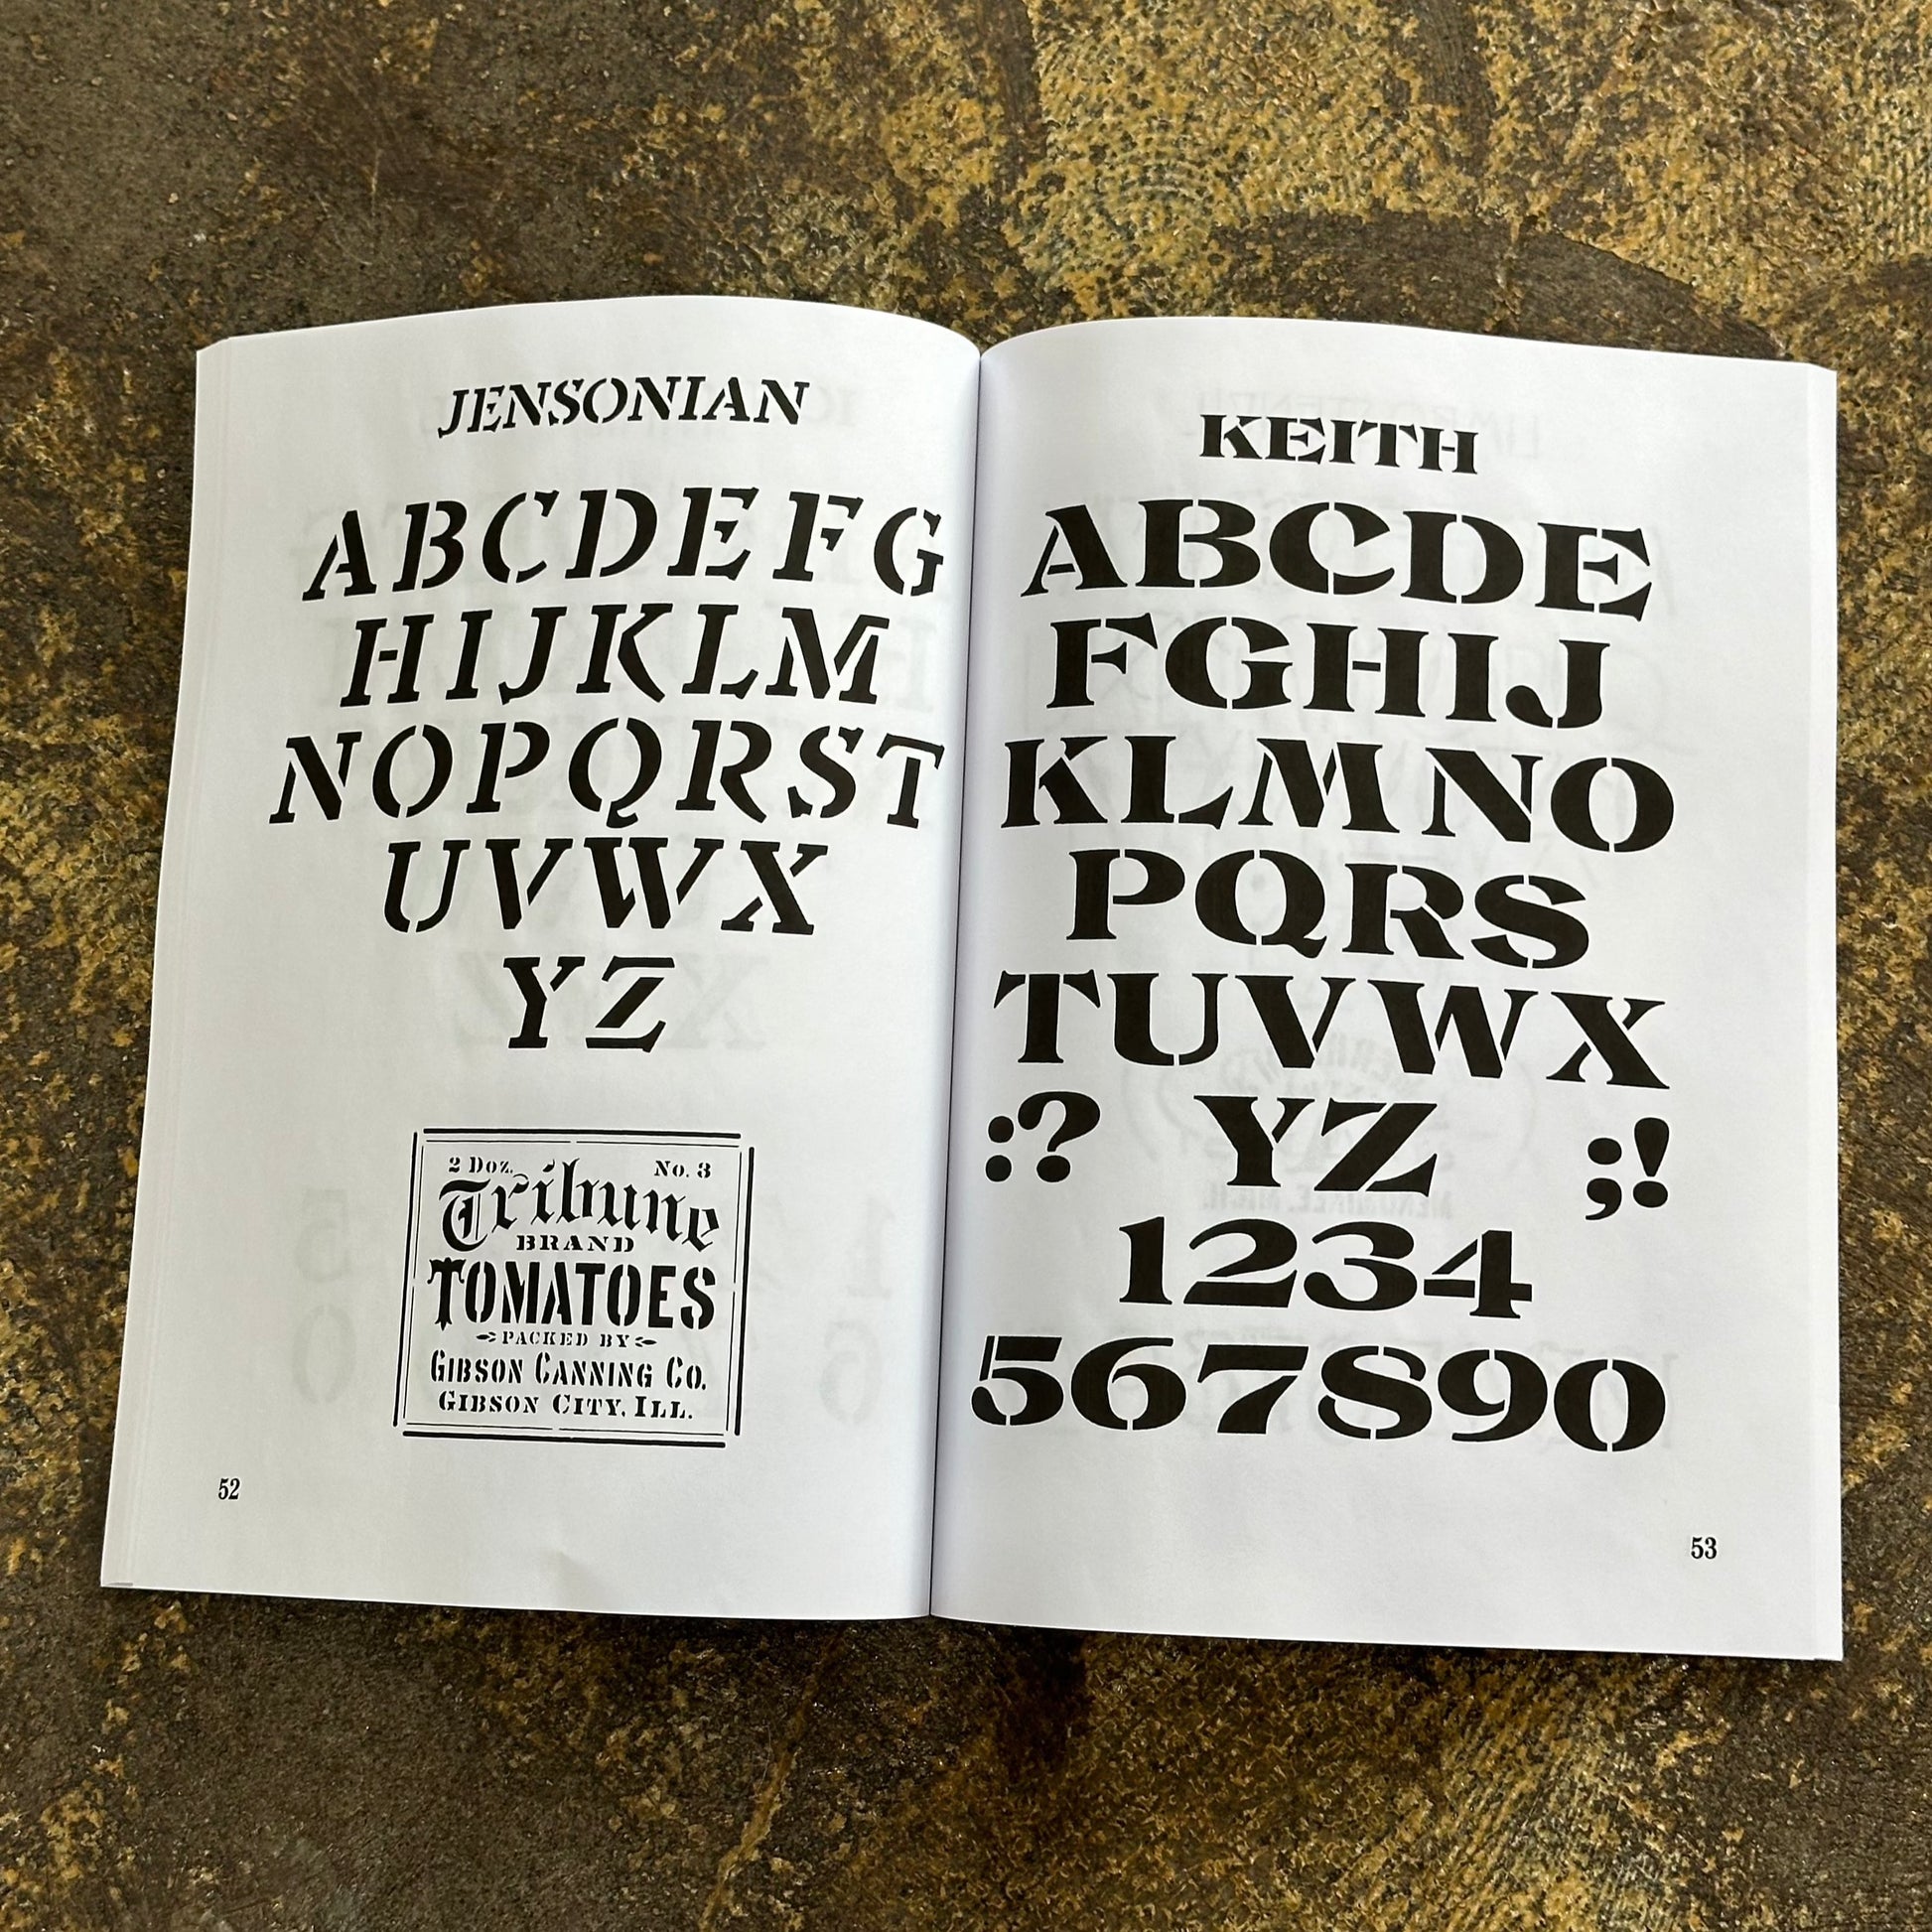 JENSONIAN
ABCDEFG
HIJKLM
NOPQRST
UVWX
YZ
2 Doz. No. 3
Tribune
BRAND
TOMATOES
PACKED BY
GIBSON CANNING CO.
GIBSON CITY, ILL.
52
KEITH
ABCDE
FGHIJ
KLMNO
PQRS
TUVWX
:? YZ ;!
1234
567890
53